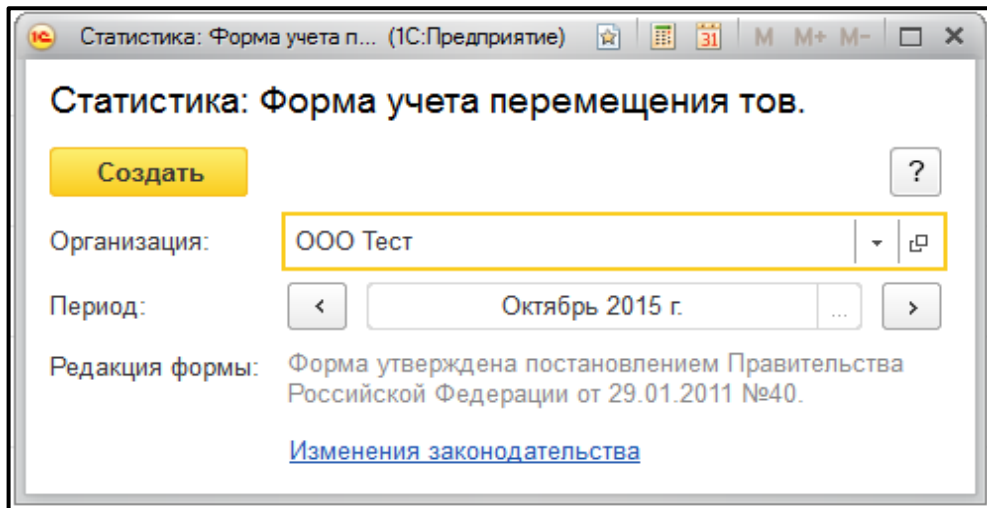 1С Статистика: Форма учета п... (1С:Предприятие) 31 M M+ M-
Статистика: Форма учета перемещения тов.
Создать ?
Организация: ООО Тест
Период: < Октябрь 2015 г. ... >
Редакция формы: Форма утверждена постановлением Правительства
Российской Федерации от 29.01.2011 №40.
Изменения законодательства